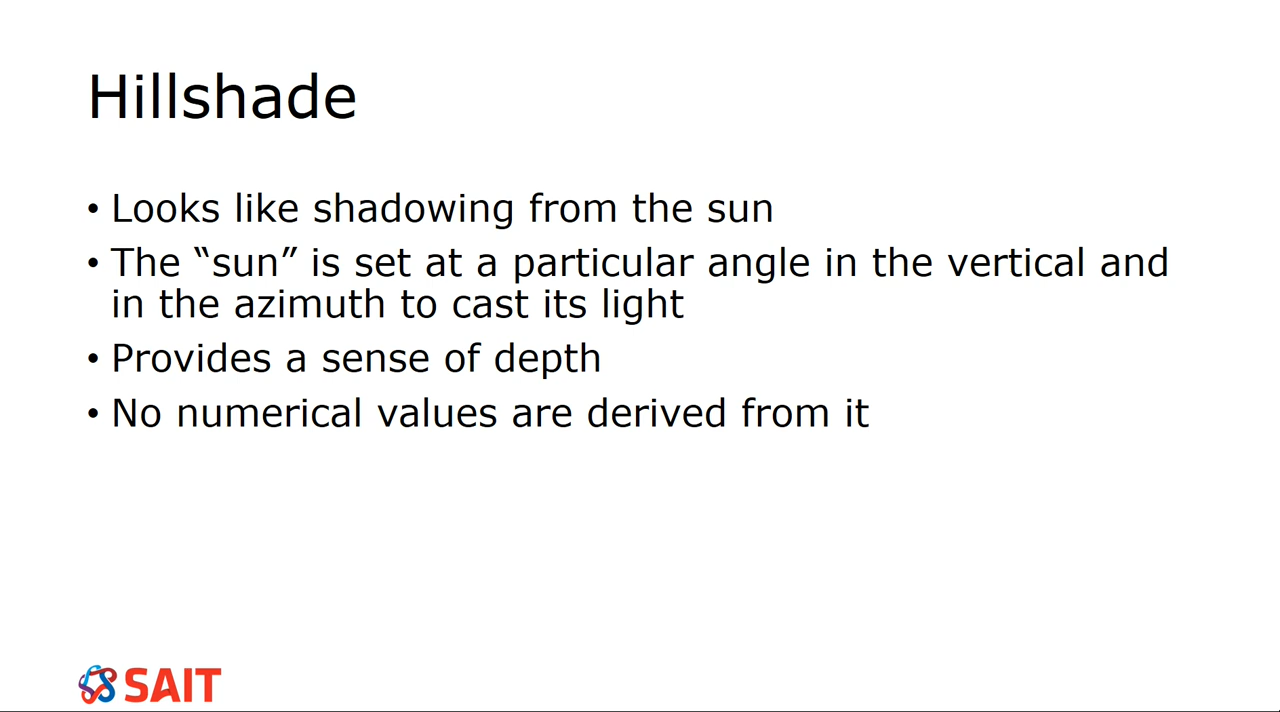 Hillshade
• Looks like shadowing from the sun
• The “sun” is set at a particular angle in the vertical and
in the azimuth to cast its light
• Provides a sense of depth
• No numerical values are derived from it
SAIT